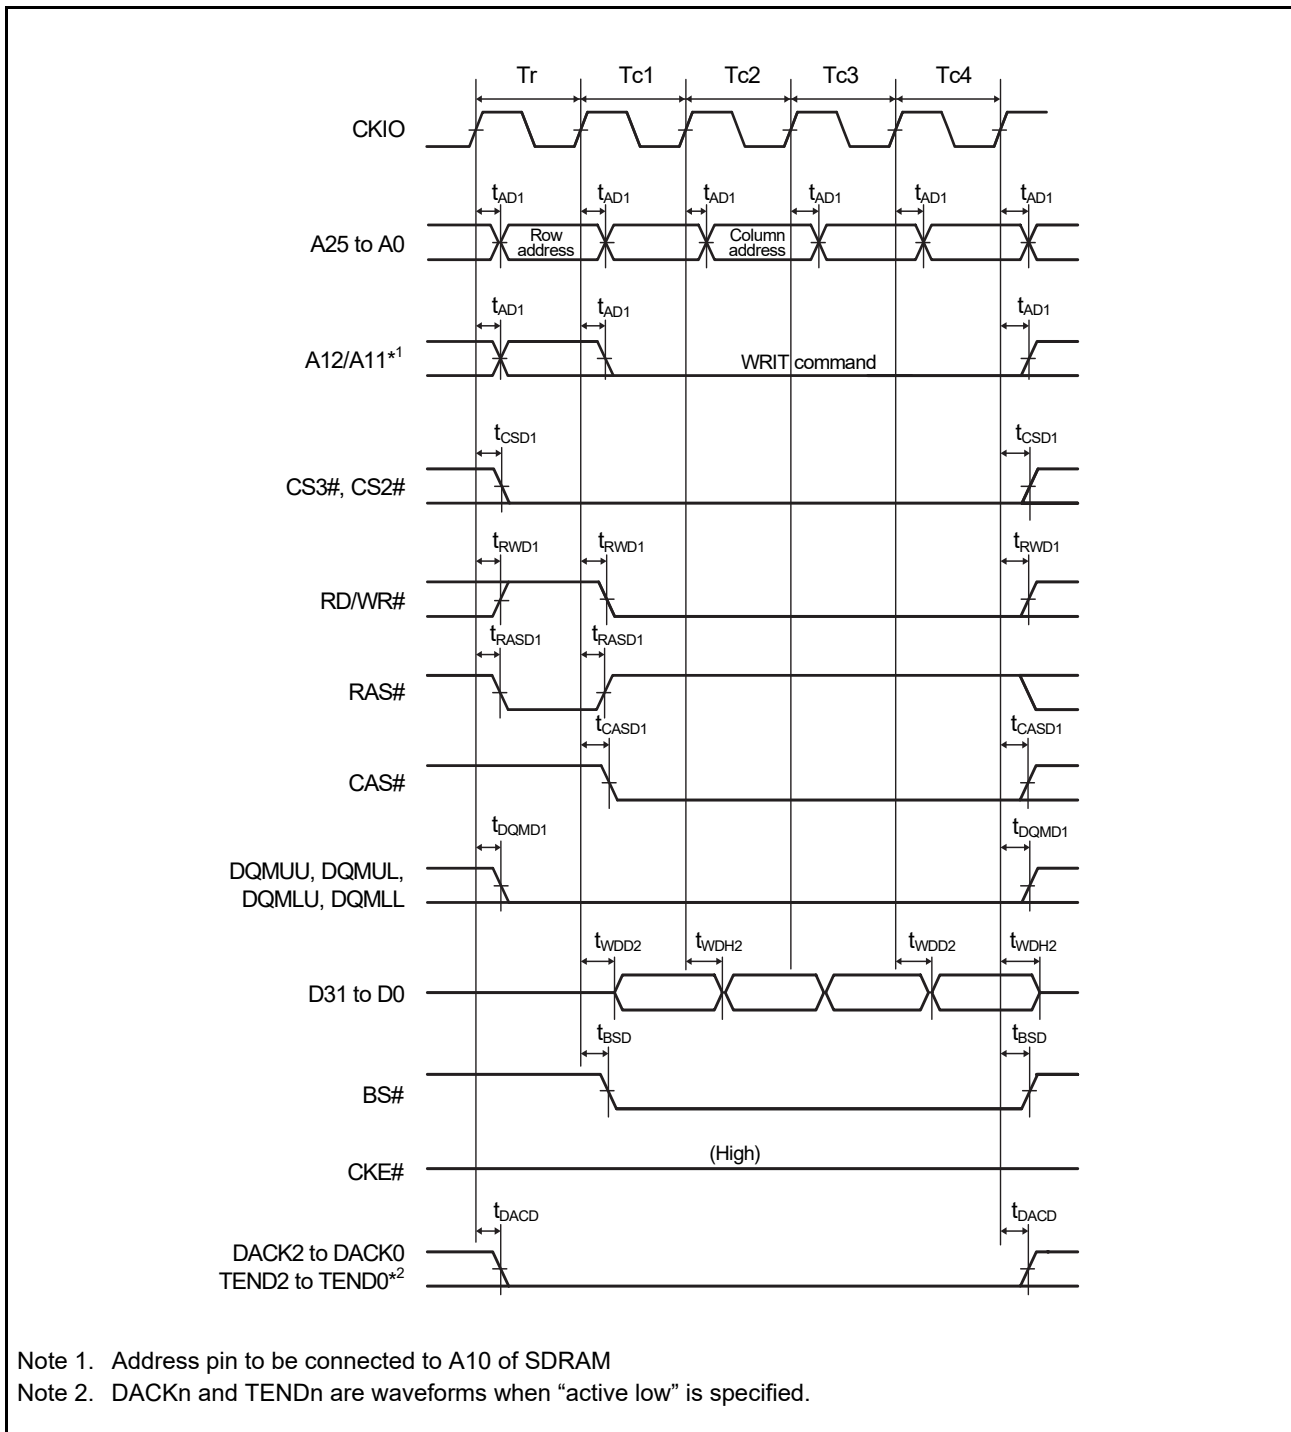 Tr Tc1 Tc2 Tc3 Tc4
CKIO
tAD1 tAD1 tAD1 tAD1 tAD1 tAD1
A25 to A0
Row
address
Column
address
tAD1 tAD1 tAD1
A12/A11*1
WRIT command
tCSD1 tCSD1
CS3#, CS2#
tRWD1 tRWD1 tRWD1
RD/WR#
tRASD1 tRASD1
RAS#
tCASD1 tCASD1
CAS#
tDQMD1 tDQMD1
DQMUU, DQMUL,
DQMLU, DQMLL
tWDD2 tWDH2 tWDD2 tWDH2
D31 to D0
tBSD tBSD
BS#
(High)
CKE#
tDACD tDACD
DACK2 to DACK0
TEND2 to TEND0*2
Note 1. Address pin to be connected to A10 of SDRAM
Note 2. DACKn and TENDn are waveforms when “active low” is specified.